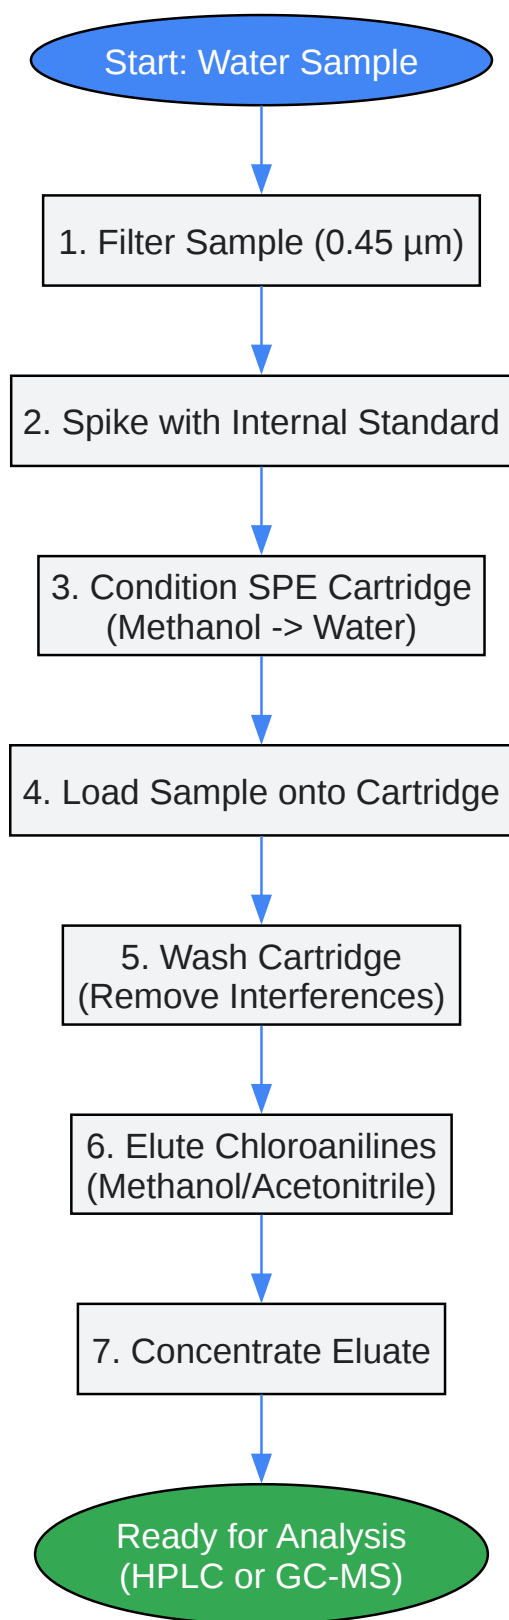 Start: Water Sample
1. Filter Sample (0.45 µm)
2. Spike with Internal Standard
3. Condition SPE Cartridge
(Methanol -> Water)
4. Load Sample onto Cartridge
5. Wash Cartridge
(Remove Interferences)
6. Elute Chloroanilines
(Methanol/Acetonitrile)
7. Concentrate Eluate
Ready for Analysis
(HPLC or GC-MS)